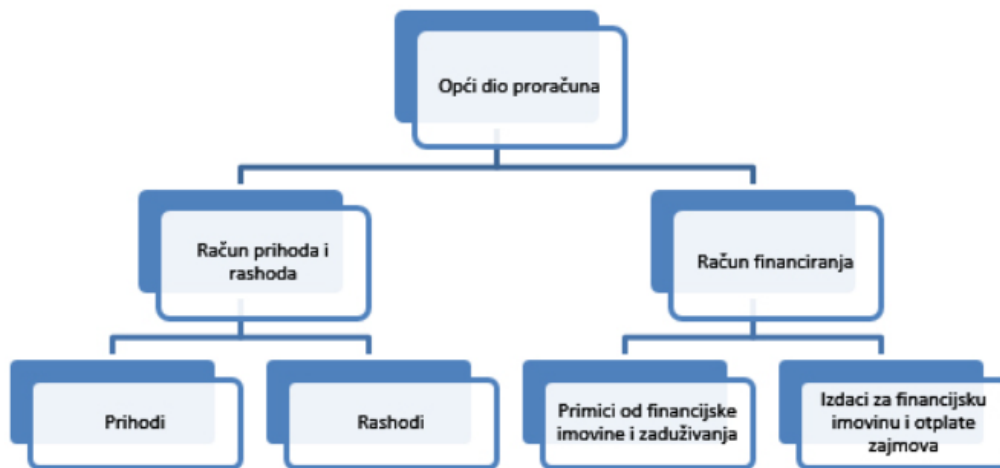 Opći dio proračuna
Račun prihoda i
rashoda
Račun financiranja
Prihodi
Rashodi
Primici od financijske
imovine i zaduživanja
Izdaci za financijsku
imovinu i otplate
zajmova